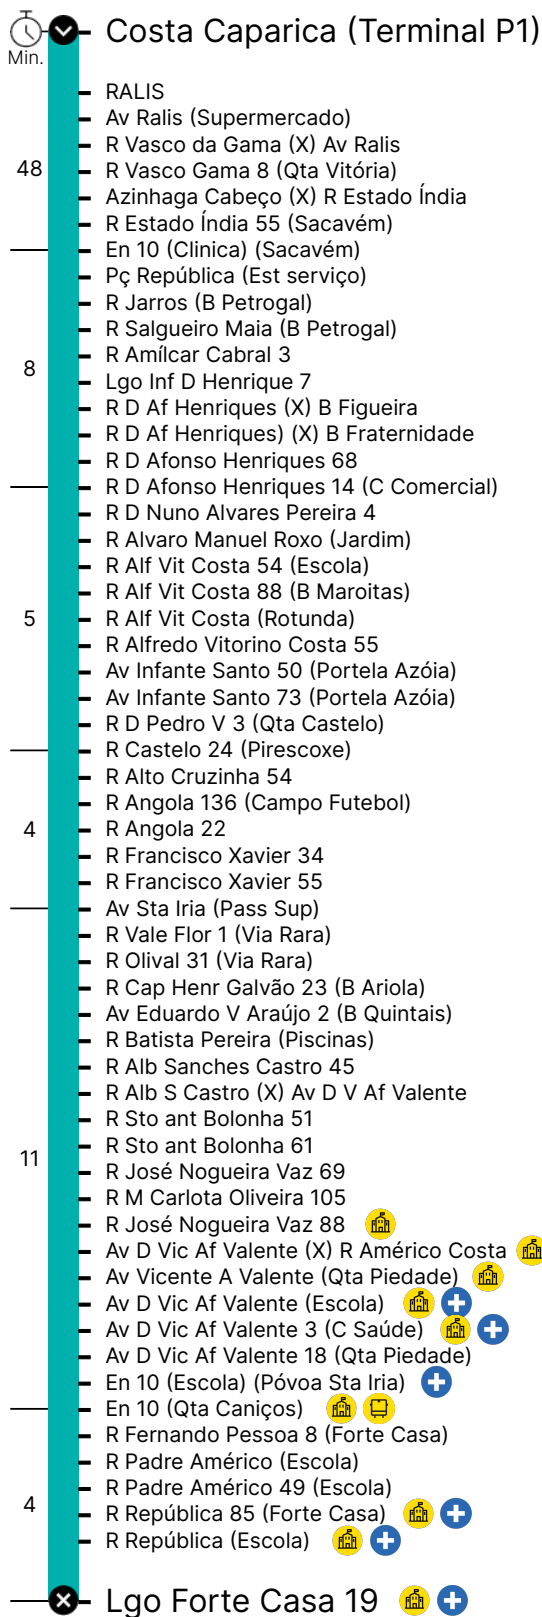 Costa Caparica (Terminal P1)
Min.
RALIS
Av Ralis (Supermercado)
R Vasco da Gama (X) Av Ralis
48
R Vasco Gama 8 (Qta Vitória)
Azinhaga Cabeço (X) R Estado Índia
R Estado Índia 55 (Sacavém)
En 10 (Clinica) (Sacavém)
Pç República (Est serviço)
R Jarros (B Petrogal)
R Salgueiro Maia (B Petrogal)
R Amílcar Cabral 3
8
Lgo Inf D Henrique 7
R D Af Henriques (X) B Figueira
R D Af Henriques) (X) B Fraternidade
R D Afonso Henriques 68
R D Afonso Henriques 14 (C Comercial)
R D Nuno Alvares Pereira 4
R Alvaro Manuel Roxo (Jardim)
R Alf Vit Costa 54 (Escola)
R Alf Vit Costa 88 (B Maroitas)
5
R Alf Vit Costa (Rotunda)
R Alfredo Vitorino Costa 55
Av Infante Santo 50 (Portela Azóia)
Av Infante Santo 73 (Portela Azóia)
R D Pedro V 3 (Qta Castelo)
R Castelo 24 (Pirescoxe)
R Alto Cruzinha 54
R Angola 136 (Campo Futebol)
4
R Angola 22
R Francisco Xavier 34
R Francisco Xavier 55
Av Sta Iria (Pass Sup)
R Vale Flor 1 (Via Rara)
R Olival 31 (Via Rara)
R Cap Henr Galvão 23 (B Ariola)
Av Eduardo V Araújo 2 (B Quintais)
R Batista Pereira (Piscinas)
R Alb Sanches Castro 45
R Alb S Castro (X) Av D V Af Valente
R Sto ant Bolonha 51
R Sto ant Bolonha 61
11
R José Nogueira Vaz 69
R M Carlota Oliveira 105
R José Nogueira Vaz 88
Av D Vic Af Valente (X) R Américo Costa
Av Vicente A Valente (Qta Piedade)
Av D Vic Af Valente (Escola)
Av D Vic Af Valente 3 (C Saúde)
Av D Vic Af Valente 18 (Qta Piedade)
En 10 (Escola) (Póvoa Sta Iria)
En 10 (Qta Caniços)
R Fernando Pessoa 8 (Forte Casa)
R Padre Américo (Escola)
R Padre Américo 49 (Escola)
4
R República 85 (Forte Casa)
R República (Escola)
Lgo Forte Casa 19